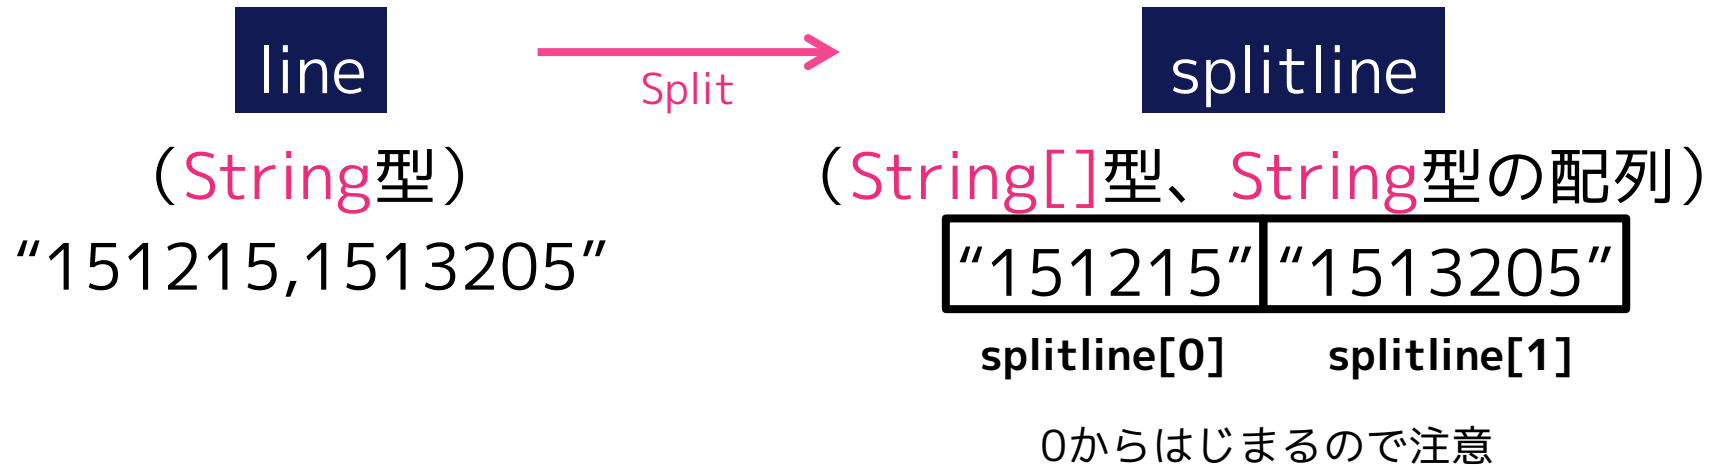 line
Split
splitline
（String型）
（String[]型、String型の配列）
“151215,1513205”
“151215” “1513205”
splitline[0] splitline[1]
0からはじまるので注意